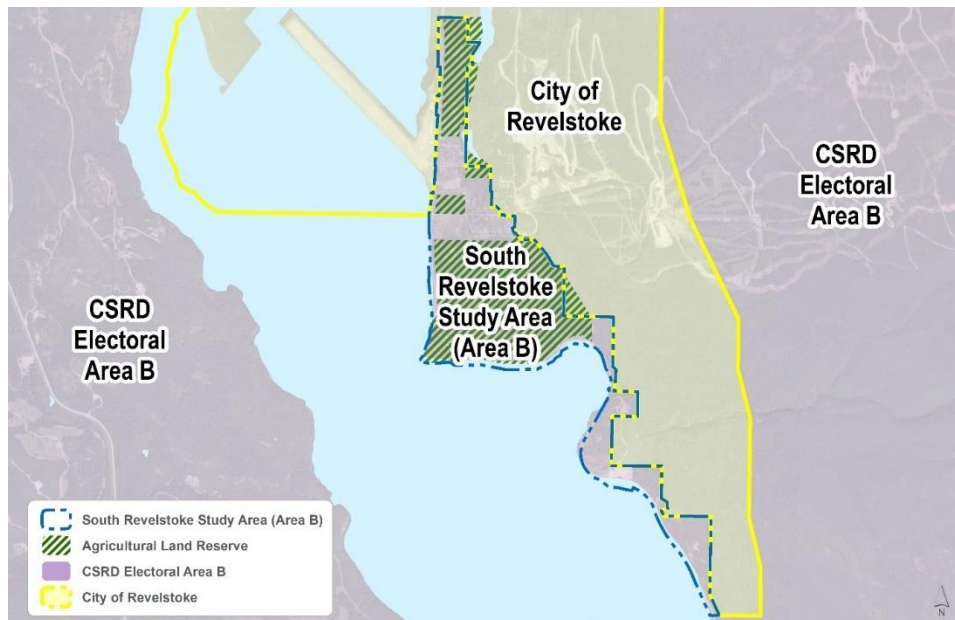 City of
Revelstoke
CSRD
Electoral
Area B
South
Revelstoke
Study Area
(Area B)
CSRD
Electoral
Area B
South Revelstoke Study Area (Area B)
Agricultural Land Reserve
CSRD Electoral Area B
City of Revelstoke
N